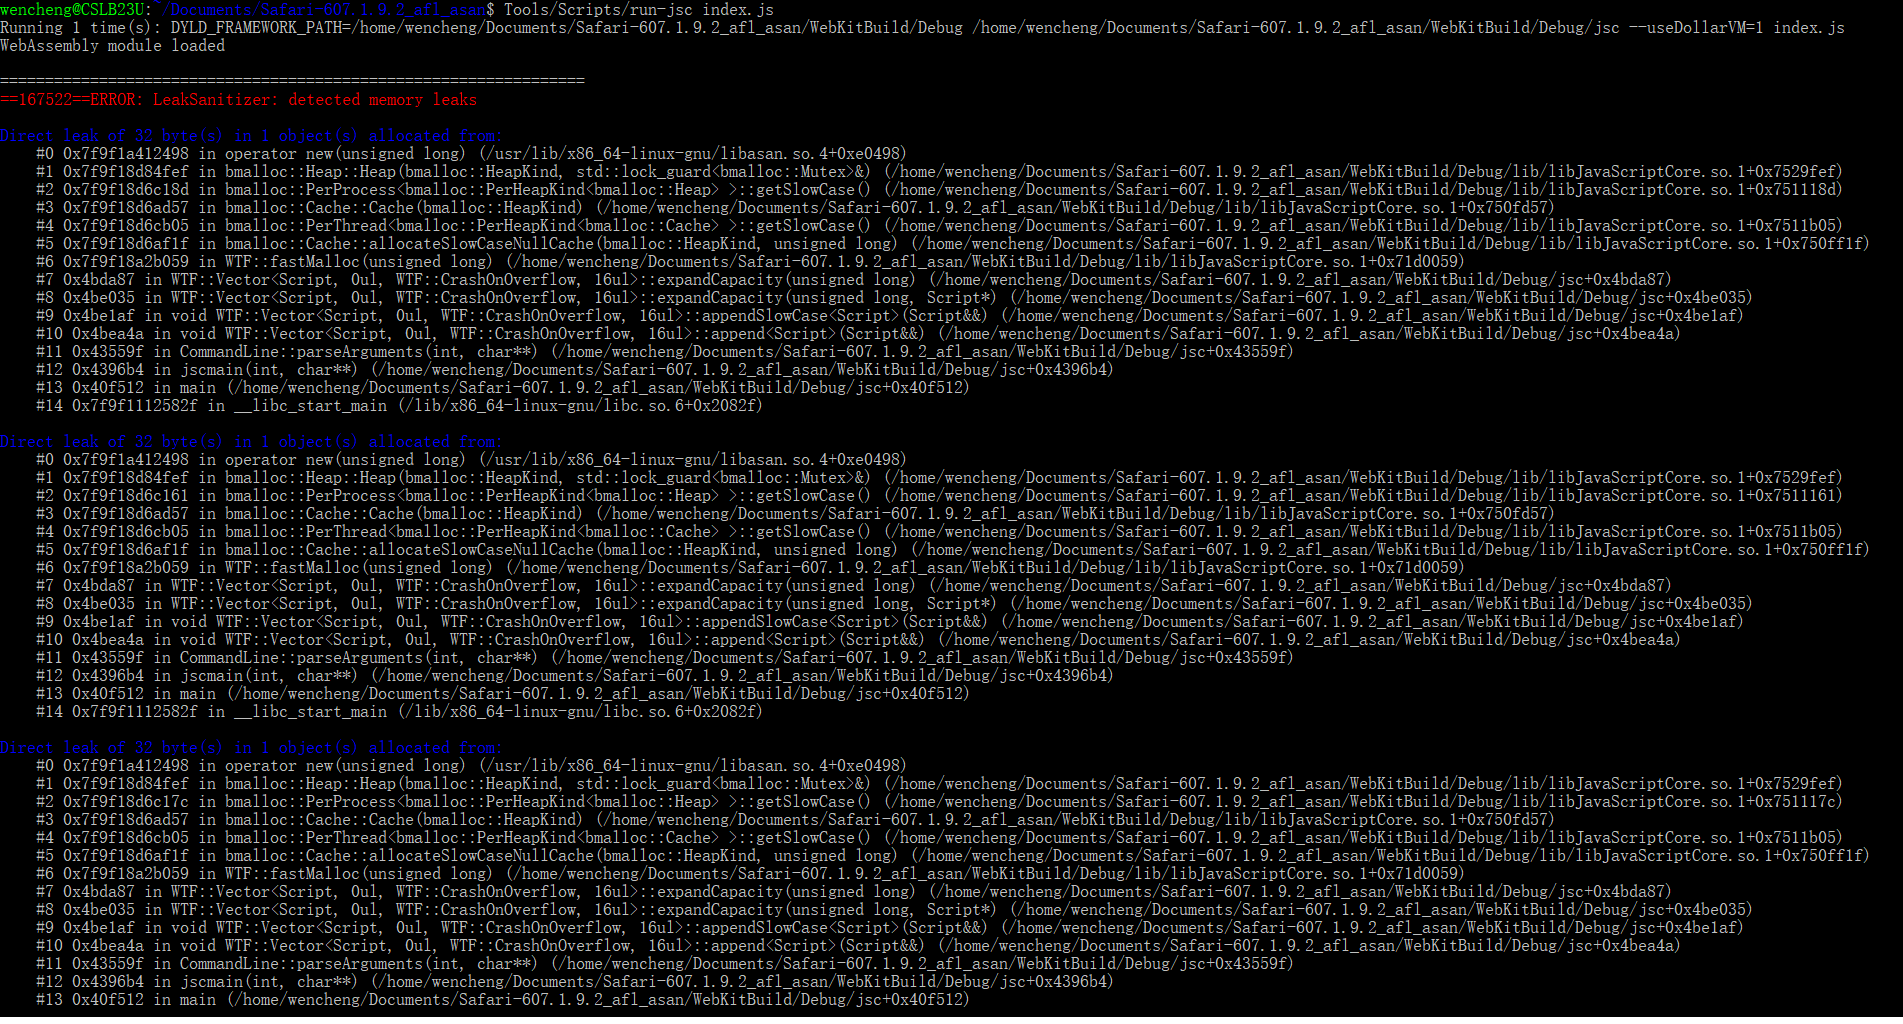 wencheng@CSLB23U:~/Documents/Safari-607.1.9.2_afl_asan$ Tools/Scripts/run-jsc index.js
Running 1 time(s): DYLD_FRAMEWORK_PATH=/home/wencheng/Documents/Safari-607.1.9.2_afl_asan/WebKitBuild/Debug /home/wencheng/Documents/Safari-607.1.9.2_afl_asan/WebKitBuild/Debug/jsc --useDollarVM=1 index.js
WebAssembly module loaded
=================================================================
==167522==ERROR: LeakSanitizer: detected memory leaks
Direct leak of 32 byte(s) in 1 object(s) allocated from:
#0 0x7f9f1a412498 in operator new(unsigned long) (/usr/lib/x86_64-linux-gnu/libasan.so.4+0xe0498)
#1 0x7f9f18d84fef in bmalloc::Heap::Heap(bmalloc::HeapKind, std::lock_guard<bmalloc::Mutex>&) (/home/wencheng/Documents/Safari-607.1.9.2_afl_asan/WebKitBuild/Debug/lib/libJavaScriptCore.so.1+0x7529fef)
#2 0x7f9f18d6c18d in bmalloc::PerProcess<bmalloc::PerHeapKind<bmalloc::Heap> >::getSlowCase() (/home/wencheng/Documents/Safari-607.1.9.2_afl_asan/WebKitBuild/Debug/lib/libJavaScriptCore.so.1+0x751118d)
#3 0x7f9f18d6ad57 in bmalloc::Cache::Cache(bmalloc::HeapKind) (/home/wencheng/Documents/Safari-607.1.9.2_afl_asan/WebKitBuild/Debug/lib/libJavaScriptCore.so.1+0x750fd57)
#4 0x7f9f18d6cb05 in bmalloc::PerThread<bmalloc::PerHeapKind<bmalloc::Cache> >::getSlowCase() (/home/wencheng/Documents/Safari-607.1.9.2_afl_asan/WebKitBuild/Debug/lib/libJavaScriptCore.so.1+0x7511b05)
#5 0x7f9f18d6af1f in bmalloc::Cache::allocateSlowCaseNullCache(bmalloc::HeapKind, unsigned long) (/home/wencheng/Documents/Safari-607.1.9.2_afl_asan/WebKitBuild/Debug/lib/libJavaScriptCore.so.1+0x750ff1f)
#6 0x7f9f18a2b059 in WTF::fastMalloc(unsigned long) (/home/wencheng/Documents/Safari-607.1.9.2_afl_asan/WebKitBuild/Debug/lib/libJavaScriptCore.so.1+0x71d0059)
#7 0x4bda87 in WTF::Vector<Script, 0ul, WTF::CrashOnOverflow, 16ul>::expandCapacity(unsigned long) (/home/wencheng/Documents/Safari-607.1.9.2_afl_asan/WebKitBuild/Debug/jsc+0x4bda87)
#8 0x4be035 in WTF::Vector<Script, 0ul, WTF::CrashOnOverflow, 16ul>::expandCapacity(unsigned long, Script*) (/home/wencheng/Documents/Safari-607.1.9.2_afl_asan/WebKitBuild/Debug/jsc+0x4be035)
#9 0x4be1af in void WTF::Vector<Script, 0ul, WTF::CrashOnOverflow, 16ul>::appendSlowCase<Script>(Script&&) (/home/wencheng/Documents/Safari-607.1.9.2_afl_asan/WebKitBuild/Debug/jsc+0x4be1af)
#10 0x4bea4a in void WTF::Vector<Script, 0ul, WTF::CrashOnOverflow, 16ul>::append<Script>(Script&&) (/home/wencheng/Documents/Safari-607.1.9.2_afl_asan/WebKitBuild/Debug/jsc+0x4bea4a)
#11 0x43559f in CommandLine::parseArguments(int, char**) (/home/wencheng/Documents/Safari-607.1.9.2_afl_asan/WebKitBuild/Debug/jsc+0x43559f)
#12 0x4396b4 in jscmain(int, char**) (/home/wencheng/Documents/Safari-607.1.9.2_afl_asan/WebKitBuild/Debug/jsc+0x4396b4)
#13 0x40f512 in main (/home/wencheng/Documents/Safari-607.1.9.2_afl_asan/WebKitBuild/Debug/jsc+0x40f512)
#14 0x7f9f1112582f in __libc_start_main (/lib/x86_64-linux-gnu/libc.so.6+0x2082f)
Direct leak of 32 byte(s) in 1 object(s) allocated from:
#0 0x7f9f1a412498 in operator new(unsigned long) (/usr/lib/x86_64-linux-gnu/libasan.so.4+0xe0498)
#1 0x7f9f18d84fef in bmalloc::Heap::Heap(bmalloc::HeapKind, std::lock_guard<bmalloc::Mutex>&) (/home/wencheng/Documents/Safari-607.1.9.2_afl_asan/WebKitBuild/Debug/lib/libJavaScriptCore.so.1+0x7529fef)
#2 0x7f9f18d6c161 in bmalloc::PerProcess<bmalloc::PerHeapKind<bmalloc::Heap> >::getSlowCase() (/home/wencheng/Documents/Safari-607.1.9.2_afl_asan/WebKitBuild/Debug/lib/libJavaScriptCore.so.1+0x7511161)
#3 0x7f9f18d6ad57 in bmalloc::Cache::Cache(bmalloc::HeapKind) (/home/wencheng/Documents/Safari-607.1.9.2_afl_asan/WebKitBuild/Debug/lib/libJavaScriptCore.so.1+0x750fd57)
#4 0x7f9f18d6cb05 in bmalloc::PerThread<bmalloc::PerHeapKind<bmalloc::Cache> >::getSlowCase() (/home/wencheng/Documents/Safari-607.1.9.2_afl_asan/WebKitBuild/Debug/lib/libJavaScriptCore.so.1+0x7511b05)
#5 0x7f9f18d6af1f in bmalloc::Cache::allocateSlowCaseNullCache(bmalloc::HeapKind, unsigned long) (/home/wencheng/Documents/Safari-607.1.9.2_afl_asan/WebKitBuild/Debug/lib/libJavaScriptCore.so.1+0x750ff1f)
#6 0x7f9f18a2b059 in WTF::fastMalloc(unsigned long) (/home/wencheng/Documents/Safari-607.1.9.2_afl_asan/WebKitBuild/Debug/lib/libJavaScriptCore.so.1+0x71d0059)
#7 0x4bda87 in WTF::Vector<Script, 0ul, WTF::CrashOnOverflow, 16ul>::expandCapacity(unsigned long) (/home/wencheng/Documents/Safari-607.1.9.2_afl_asan/WebKitBuild/Debug/jsc+0x4bda87)
#8 0x4be035 in WTF::Vector<Script, 0ul, WTF::CrashOnOverflow, 16ul>::expandCapacity(unsigned long, Script*) (/home/wencheng/Documents/Safari-607.1.9.2_afl_asan/WebKitBuild/Debug/jsc+0x4be035)
#9 0x4be1af in void WTF::Vector<Script, 0ul, WTF::CrashOnOverflow, 16ul>::appendSlowCase<Script>(Script&&) (/home/wencheng/Documents/Safari-607.1.9.2_afl_asan/WebKitBuild/Debug/jsc+0x4be1af)
#10 0x4bea4a in void WTF::Vector<Script, 0ul, WTF::CrashOnOverflow, 16ul>::append<Script>(Script&&) (/home/wencheng/Documents/Safari-607.1.9.2_afl_asan/WebKitBuild/Debug/jsc+0x4bea4a)
#11 0x43559f in CommandLine::parseArguments(int, char**) (/home/wencheng/Documents/Safari-607.1.9.2_afl_asan/WebKitBuild/Debug/jsc+0x43559f)
#12 0x4396b4 in jscmain(int, char**) (/home/wencheng/Documents/Safari-607.1.9.2_afl_asan/WebKitBuild/Debug/jsc+0x4396b4)
#13 0x40f512 in main (/home/wencheng/Documents/Safari-607.1.9.2_afl_asan/WebKitBuild/Debug/jsc+0x40f512)
#14 0x7f9f1112582f in __libc_start_main (/lib/x86_64-linux-gnu/libc.so.6+0x2082f)
Direct leak of 32 byte(s) in 1 object(s) allocated from:
#0 0x7f9f1a412498 in operator new(unsigned long) (/usr/lib/x86_64-linux-gnu/libasan.so.4+0xe0498)
#1 0x7f9f18d84fef in bmalloc::Heap::Heap(bmalloc::HeapKind, std::lock_guard<bmalloc::Mutex>&) (/home/wencheng/Documents/Safari-607.1.9.2_afl_asan/WebKitBuild/Debug/lib/libJavaScriptCore.so.1+0x7529fef)
#2 0x7f9f18d6c17c in bmalloc::PerProcess<bmalloc::PerHeapKind<bmalloc::Heap> >::getSlowCase() (/home/wencheng/Documents/Safari-607.1.9.2_afl_asan/WebKitBuild/Debug/lib/libJavaScriptCore.so.1+0x751117c)
#3 0x7f9f18d6ad57 in bmalloc::Cache::Cache(bmalloc::HeapKind) (/home/wencheng/Documents/Safari-607.1.9.2_afl_asan/WebKitBuild/Debug/lib/libJavaScriptCore.so.1+0x750fd57)
#4 0x7f9f18d6cb05 in bmalloc::PerThread<bmalloc::PerHeapKind<bmalloc::Cache> >::getSlowCase() (/home/wencheng/Documents/Safari-607.1.9.2_afl_asan/WebKitBuild/Debug/lib/libJavaScriptCore.so.1+0x7511b05)
#5 0x7f9f18d6af1f in bmalloc::Cache::allocateSlowCaseNullCache(bmalloc::HeapKind, unsigned long) (/home/wencheng/Documents/Safari-607.1.9.2_afl_asan/WebKitBuild/Debug/lib/libJavaScriptCore.so.1+0x750ff1f)
#6 0x7f9f18a2b059 in WTF::fastMalloc(unsigned long) (/home/wencheng/Documents/Safari-607.1.9.2_afl_asan/WebKitBuild/Debug/lib/libJavaScriptCore.so.1+0x71d0059)
#7 0x4bda87 in WTF::Vector<Script, 0ul, WTF::CrashOnOverflow, 16ul>::expandCapacity(unsigned long) (/home/wencheng/Documents/Safari-607.1.9.2_afl_asan/WebKitBuild/Debug/jsc+0x4bda87)
#8 0x4be035 in WTF::Vector<Script, 0ul, WTF::CrashOnOverflow, 16ul>::expandCapacity(unsigned long, Script*) (/home/wencheng/Documents/Safari-607.1.9.2_afl_asan/WebKitBuild/Debug/jsc+0x4be035)
#9 0x4be1af in void WTF::Vector<Script, 0ul, WTF::CrashOnOverflow, 16ul>::appendSlowCase<Script>(Script&&) (/home/wencheng/Documents/Safari-607.1.9.2_afl_asan/WebKitBuild/Debug/jsc+0x4be1af)
#10 0x4bea4a in void WTF::Vector<Script, 0ul, WTF::CrashOnOverflow, 16ul>::append<Script>(Script&&) (/home/wencheng/Documents/Safari-607.1.9.2_afl_asan/WebKitBuild/Debug/jsc+0x4bea4a)
#11 0x43559f in CommandLine::parseArguments(int, char**) (/home/wencheng/Documents/Safari-607.1.9.2_afl_asan/WebKitBuild/Debug/jsc+0x43559f)
#12 0x4396b4 in jscmain(int, char**) (/home/wencheng/Documents/Safari-607.1.9.2_afl_asan/WebKitBuild/Debug/jsc+0x4396b4)
#13 0x40f512 in main (/home/wencheng/Documents/Safari-607.1.9.2_afl_asan/WebKitBuild/Debug/jsc+0x40f512)